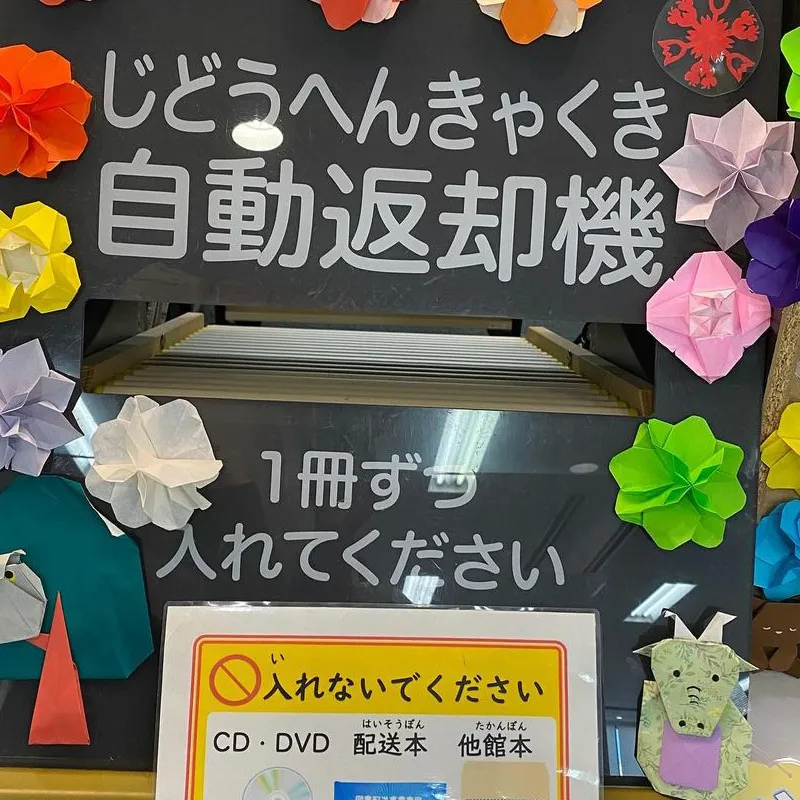 じどうへんきゃくき
自動返却機
1冊ずつ
入れてください
い
入れないでください
はいそうぼん たかんぼん
CD・DVD 配送本 他館本